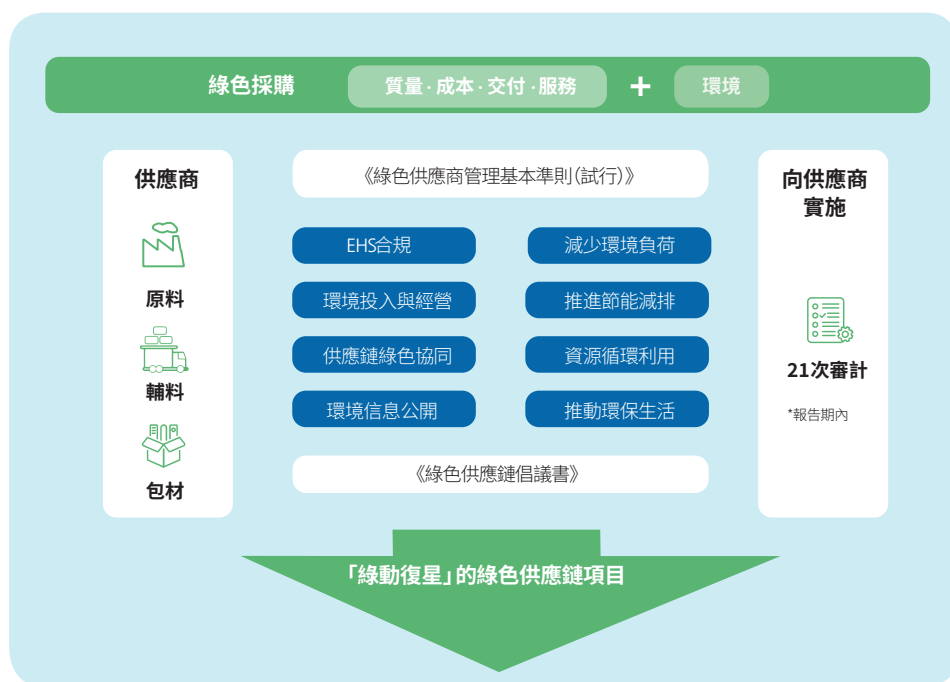 綠色採購 質量·成本·交付·服務 + 環境
供應商
原料
輔料
包材
《綠色供應商管理基本準則(試行)》
EHS合規 減少環境負荷
環境投入與經營 推進節能減排
供應鏈綠色協同 資源循環利用
環境信息公開 推動環保生活
《綠色供應鏈倡議書》
向供應商
實施
21次審計
*報告期內
「綠動復星」的綠色供應鏈項目